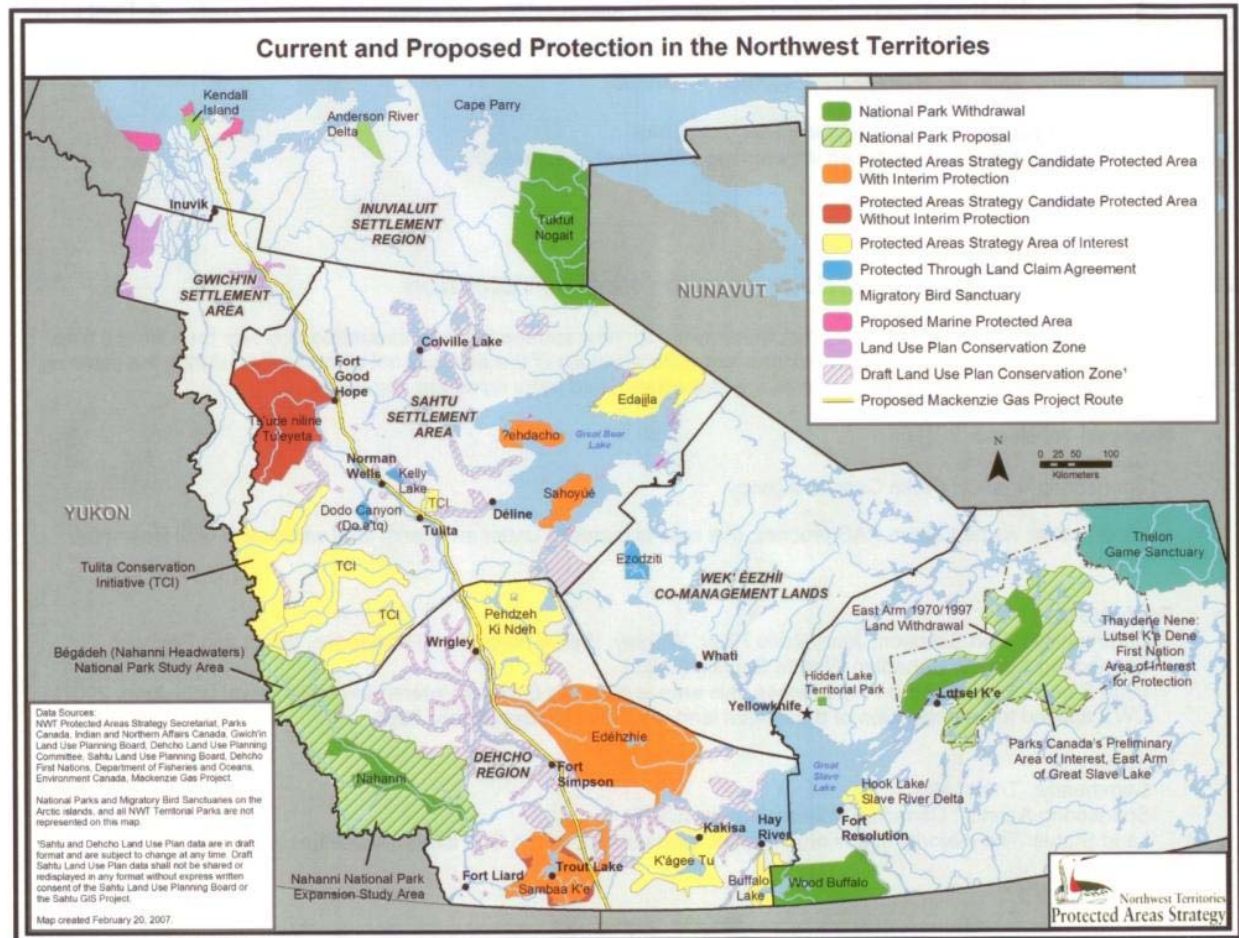 Current and Proposed Protection in the Northwest Territories
Kendall
Island
Anderson River
Delta
Cape Parry
National Park Withdrawal
National Park Proposal
Protected Areas Strategy Candidate Protected Area
With Interim Protection
Protected Areas Strategy Candidate Protected Area
Without Interim Protection
Protected Areas Strategy Area of Interest
Protected Through Land Claim Agreement
Migratory Bird Sanctuary
Proposed Marine Protected Area
Land Use Plan Conservation Zone
Draft Land Use Plan Conservation Zone¹
Proposed Mackenzie Gas Project Route
Inuvik
INUVIALUIT
SETTLEMENT
REGION
Tuktut
Nogait
GWICH'IN
SETTLEMENT
AREA
NUNAVUT
Colville Lake
Fort
Good
Hope
SAHTU
SETTLEMENT
AREA
Edaįįla
Ts'ude niline
Tuleyeta
?ehdacho
Great Bear
Lake
N
0 25 50 100
Kilometers
Norman
Wells
Kelly
Lake
Sahoyúé
YUKON
Dodo Canyon
(Do.e'tq)
TCI
Tulita
Déline
Thelon
Game Sanctuary
Tulita Conservation
Initiative (TCI)
TCI
TCI
Ezodziti
WEK' ÈEZHÌI
CO-MANAGEMENT LANDS
East Arm 1970/1997
Land Withdrawal
Thaydene Nene:
Lutsel K'e Dene
First Nation
Area of Interest
for Protection
Pehdzeh
Ki Ndeh
Wrigley
Whati
Bégádeh (Nahanni Headwaters)
National Park Study Area
Hidden Lake
Territorial Park
Yellowknife
Lutsel K'e
Data Sources:
NWT Protected Areas Strategy Secretariat, Parks
Canada, Indian and Northern Affairs Canada, Gwich'in
Land Use Planning Board, Dehcho Land Use Planning
Committee, Sahtu Land Use Planning Board, Dehcho
First Nations, Department of Fisheries and Oceans,
Environment Canada, Mackenzie Gas Project.
National Parks and Migratory Bird Sanctuaries on the
Arctic islands, and all NWT Territorial Parks are not
represented on this map.
¹Sahtu and Dehcho Land Use Plan data are in draft
format and are subject to change at any time. Draft
Sahtu Land Use Plan data shall not be shared or
redisplayed in any format without express written
consent of the Sahtu Land Use Planning Board or
the Sahtu GIS Project.
Map created February 20, 2007.
Edéhzhíe
DEHCHO
REGION
Parks Canada's Preliminary
Area of Interest, East Arm
of Great Slave Lake
Nahanni
Fort
Simpson
Great
Slave
Lake
Hook Lake/
Slave River Delta
Fort
Resolution
Kakisa
Hay
River
Nahanni National Park
Expansion Study Area
Fort Liard
Trout Lake
Sambaa K'e
K'ágee Tu
Buffalo
Lake
Wood Buffalo
Northwest Territories
Protected Areas Strategy